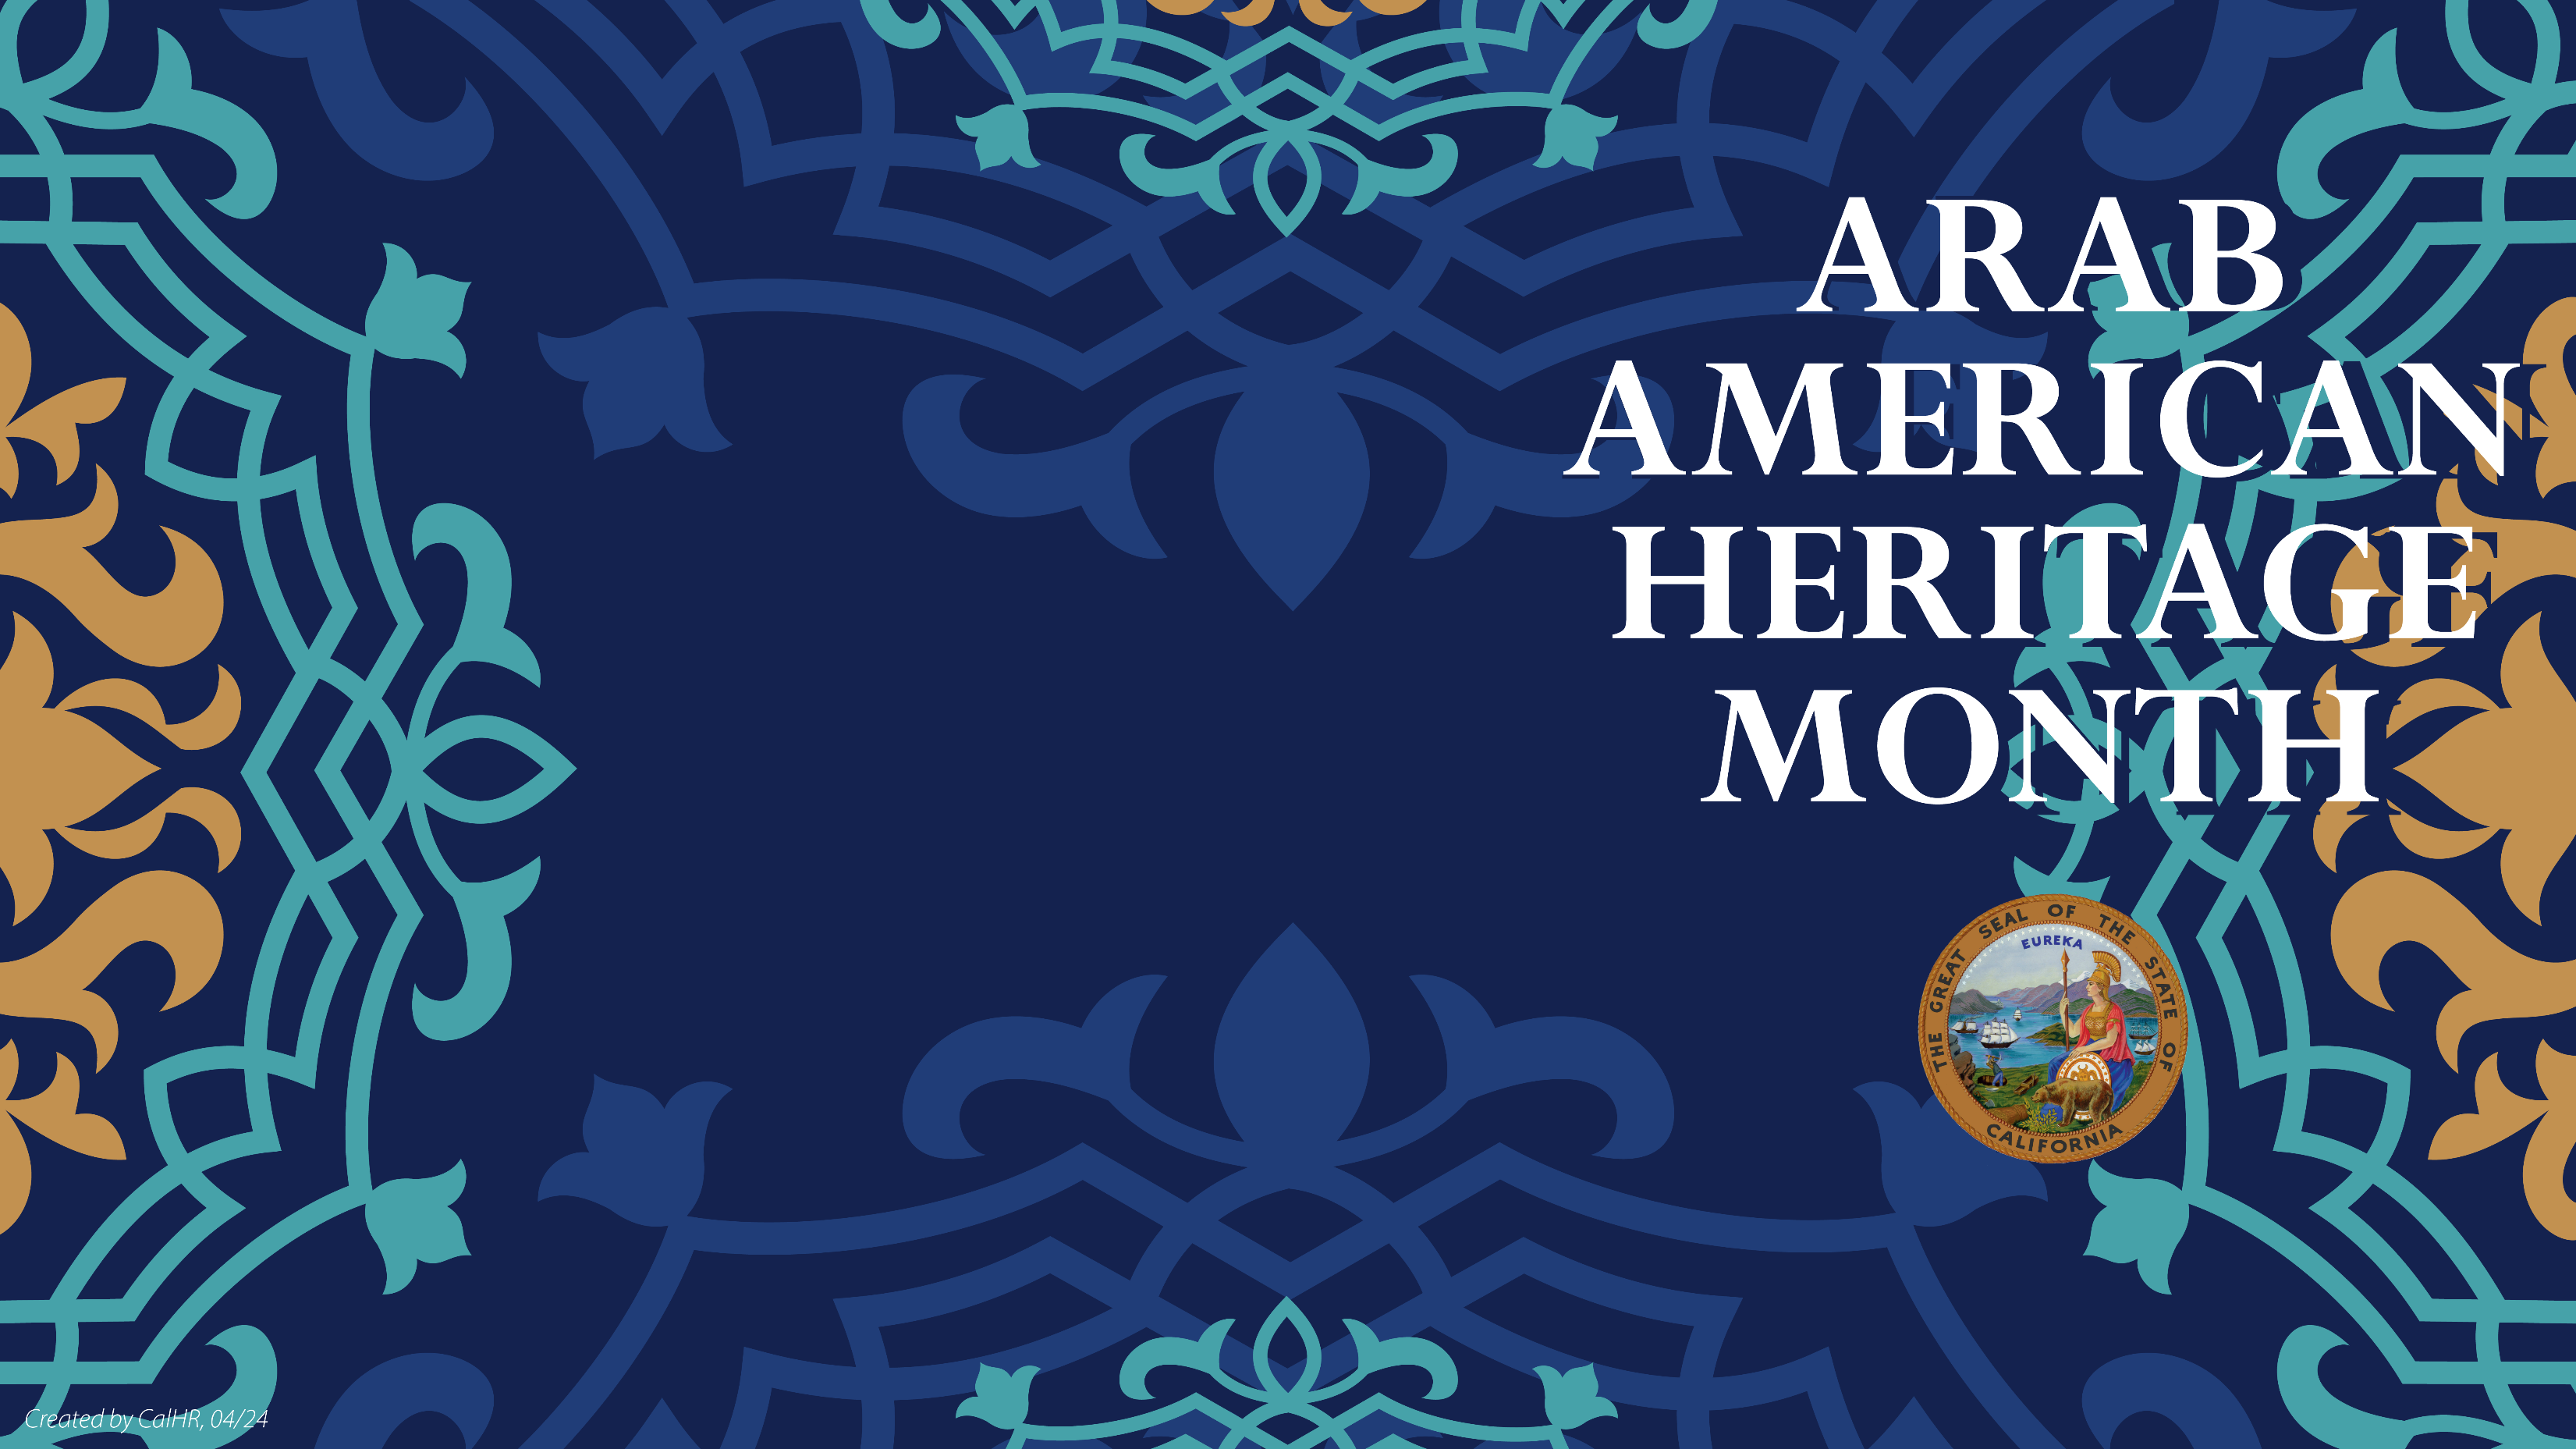 ARAB
AMERICAN
HERITAGE
MONTH
THE GREAT SEAL OF THE STATE OF CALIFORNIA
EUREKA
Created by CalHR, 04/24